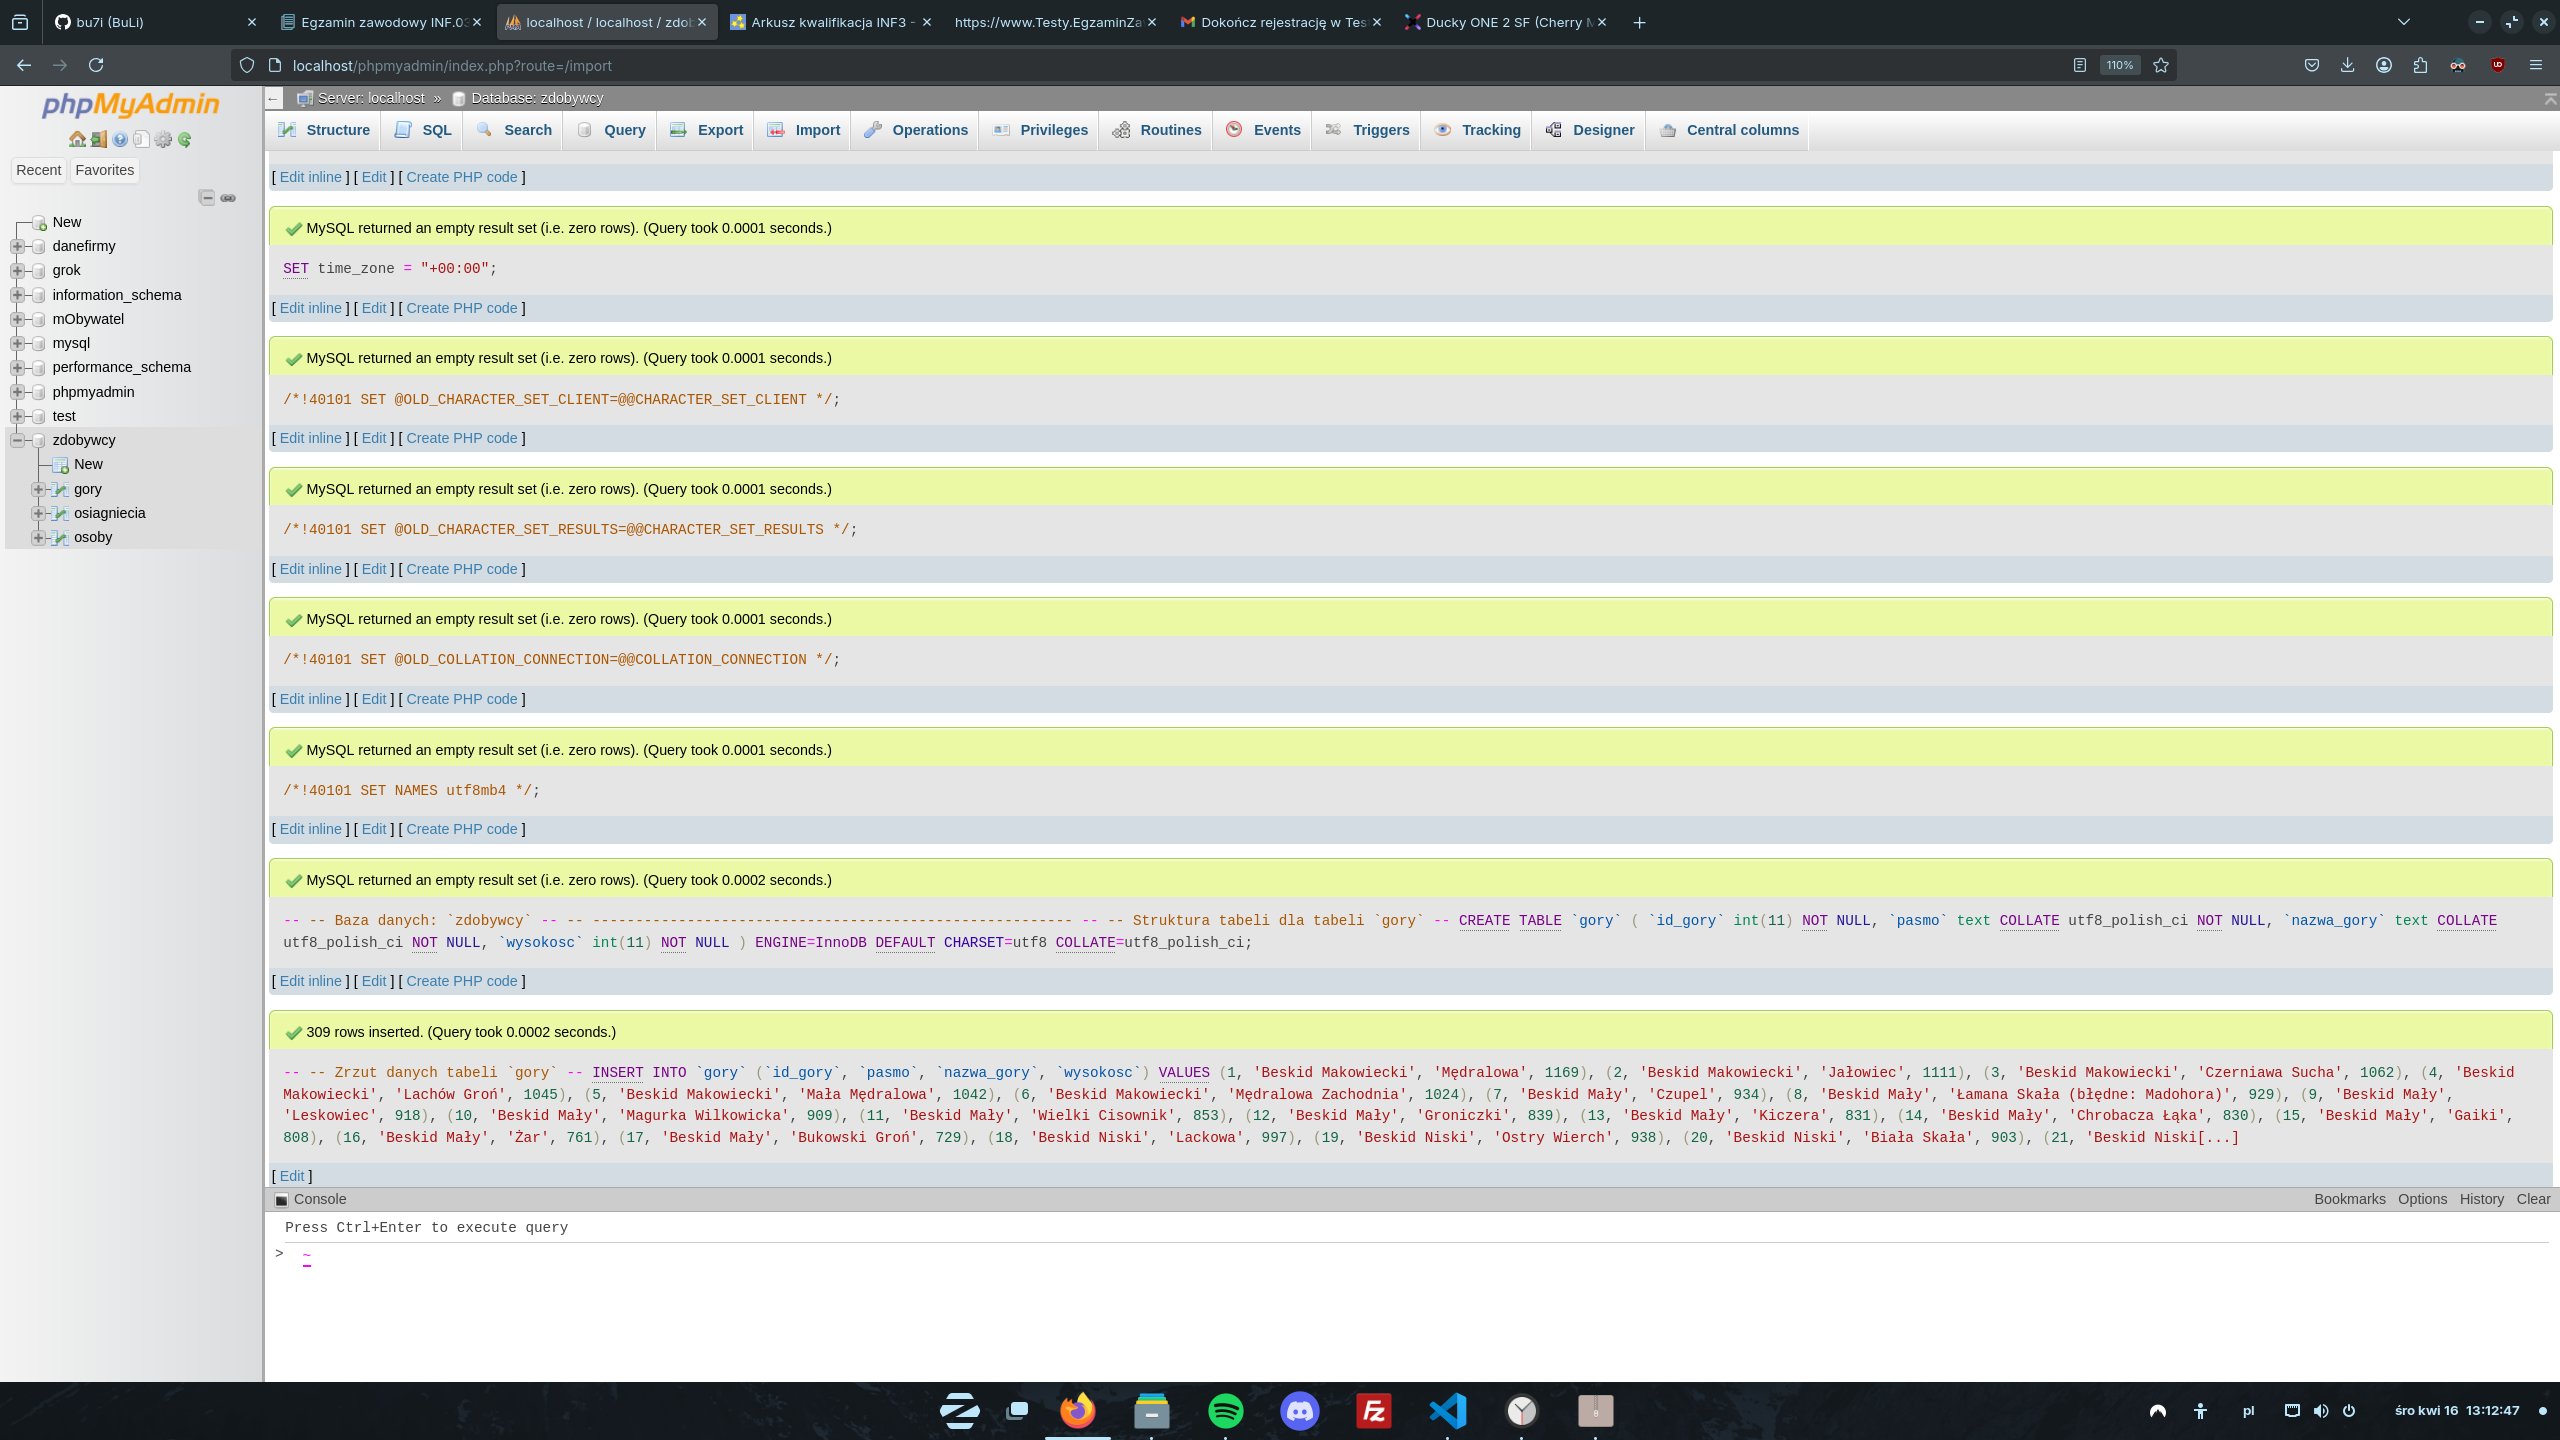 bu7i (BuLi)
Egzamin zawodowy INF.03
localhost / localhost / zdob
Arkusz kwalifikacja INF3 -
https://www.Testy.EgzaminZa
Dokończ rejestrację w Tes
Ducky ONE 2 SF (Cherry M
localhost/phpmyadmin/index.php?route=/import
110%
phpMyAdmin
Recent
Favorites
New
danefirmy
grok
information_schema
mObywatel
mysql
performance_schema
phpmyadmin
test
zdobywcy
New
gory
osiagniecia
osoby
Server: localhost » Database: zdobywcy
Structure SQL Search Query Export Import Operations Privileges Routines Events Triggers Tracking Designer Central columns
[ Edit inline ] [ Edit ] [ Create PHP code ]
MySQL returned an empty result set (i.e. zero rows). (Query took 0.0001 seconds.)
SET time_zone = "+00:00";
[ Edit inline ] [ Edit ] [ Create PHP code ]
MySQL returned an empty result set (i.e. zero rows). (Query took 0.0001 seconds.)
/*!40101 SET @OLD_CHARACTER_SET_CLIENT=@@CHARACTER_SET_CLIENT */;
[ Edit inline ] [ Edit ] [ Create PHP code ]
MySQL returned an empty result set (i.e. zero rows). (Query took 0.0001 seconds.)
/*!40101 SET @OLD_CHARACTER_SET_RESULTS=@@CHARACTER_SET_RESULTS */;
[ Edit inline ] [ Edit ] [ Create PHP code ]
MySQL returned an empty result set (i.e. zero rows). (Query took 0.0001 seconds.)
/*!40101 SET @OLD_COLLATION_CONNECTION=@@COLLATION_CONNECTION */;
[ Edit inline ] [ Edit ] [ Create PHP code ]
MySQL returned an empty result set (i.e. zero rows). (Query took 0.0001 seconds.)
/*!40101 SET NAMES utf8mb4 */;
[ Edit inline ] [ Edit ] [ Create PHP code ]
MySQL returned an empty result set (i.e. zero rows). (Query took 0.0002 seconds.)
-- -- Baza danych: `zdobywcy` -- -- -------------------------------------------------------- -- -- Struktura tabeli dla tabeli `gory` -- CREATE TABLE `gory` ( `id_gory` int(11) NOT NULL, `pasmo` text COLLATE utf8_polish_ci NOT NULL, `nazwa_gory` text COLLATE
utf8_polish_ci NOT NULL, `wysokosc` int(11) NOT NULL ) ENGINE=InnoDB DEFAULT CHARSET=utf8 COLLATE=utf8_polish_ci;
[ Edit inline ] [ Edit ] [ Create PHP code ]
309 rows inserted. (Query took 0.0002 seconds.)
-- -- Zrzut danych tabeli `gory` -- INSERT INTO `gory` (`id_gory`, `pasmo`, `nazwa_gory`, `wysokosc`) VALUES (1, 'Beskid Makowiecki', 'Mędralowa', 1169), (2, 'Beskid Makowiecki', 'Jałowiec', 1111), (3, 'Beskid Makowiecki', 'Czerniawa Sucha', 1062), (4, 'Beskid
Makowiecki', 'Lachów Groń', 1045), (5, 'Beskid Makowiecki', 'Mała Mędralowa', 1042), (6, 'Beskid Makowiecki', 'Mędralowa Zachodnia', 1024), (7, 'Beskid Mały', 'Czupel', 934), (8, 'Beskid Mały', 'Łamana Skała (błędne: Madohora)', 929), (9, 'Beskid Mały',
'Leskowiec', 918), (10, 'Beskid Mały', 'Magurka Wilkowicka', 909), (11, 'Beskid Mały', 'Wielki Cisownik', 853), (12, 'Beskid Mały', 'Groniczki', 839), (13, 'Beskid Mały', 'Kiczera', 831), (14, 'Beskid Mały', 'Chrobacza Łąka', 830), (15, 'Beskid Mały', 'Gaiki',
808), (16, 'Beskid Mały', 'Żar', 761), (17, 'Beskid Mały', 'Bukowski Groń', 729), (18, 'Beskid Niski', 'Lackowa', 997), (19, 'Beskid Niski', 'Ostry Wierch', 938), (20, 'Beskid Niski', 'Biała Skała', 903), (21, 'Beskid Niski[...]
[ Edit ]
Console
Bookmarks Options History Clear
Press Ctrl+Enter to execute query
> ~
pl
śro kwi 16 13:12:47